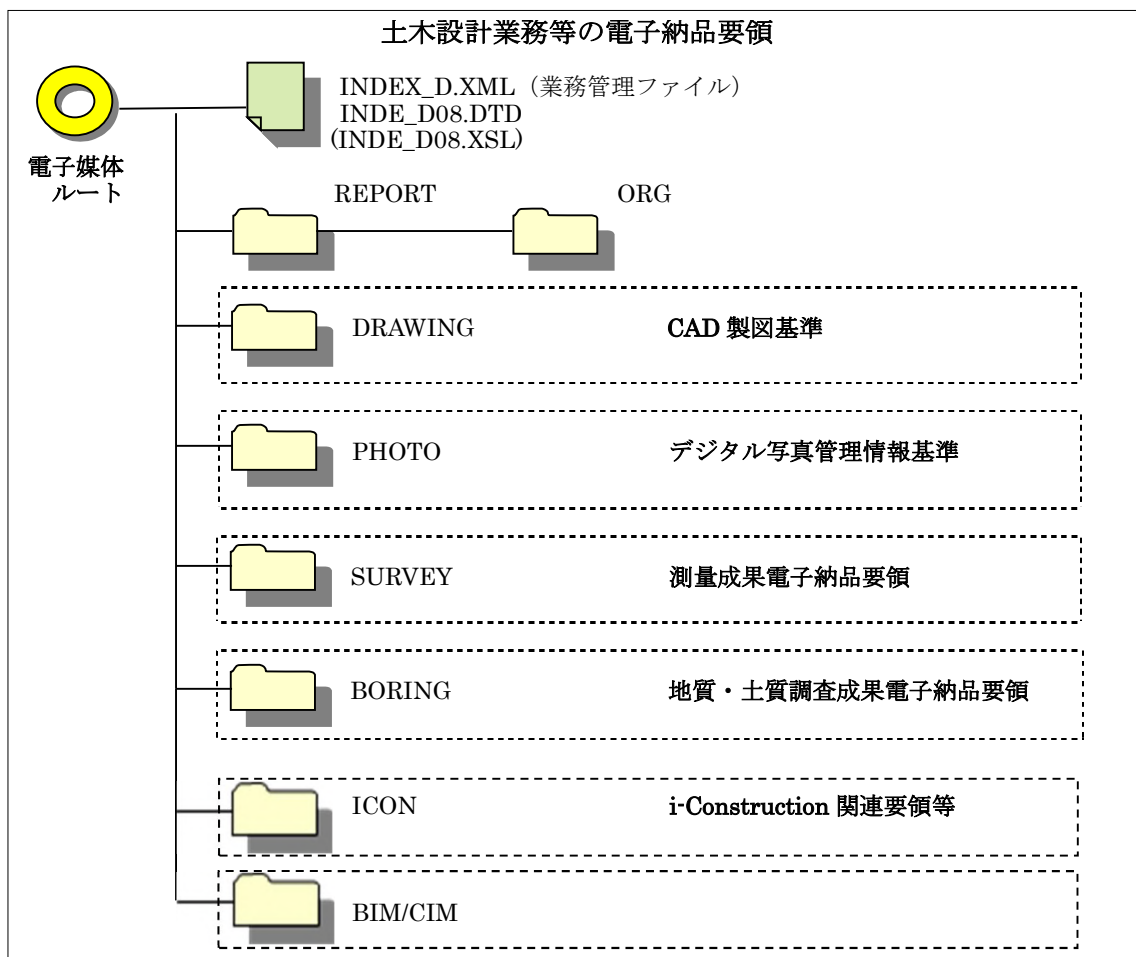 土木設計業務等の電子納品要領
INDEX_D.XML（業務管理ファイル）
INDE_D08.DTD
(INDE_D08.XSL)
電子媒体
ルート
REPORT
ORG
DRAWING
CAD 製図基準
PHOTO
デジタル写真管理情報基準
SURVEY
測量成果電子納品要領
BORING
地質・土質調査成果電子納品要領
ICON
i-Construction 関連要領等
BIM/CIM